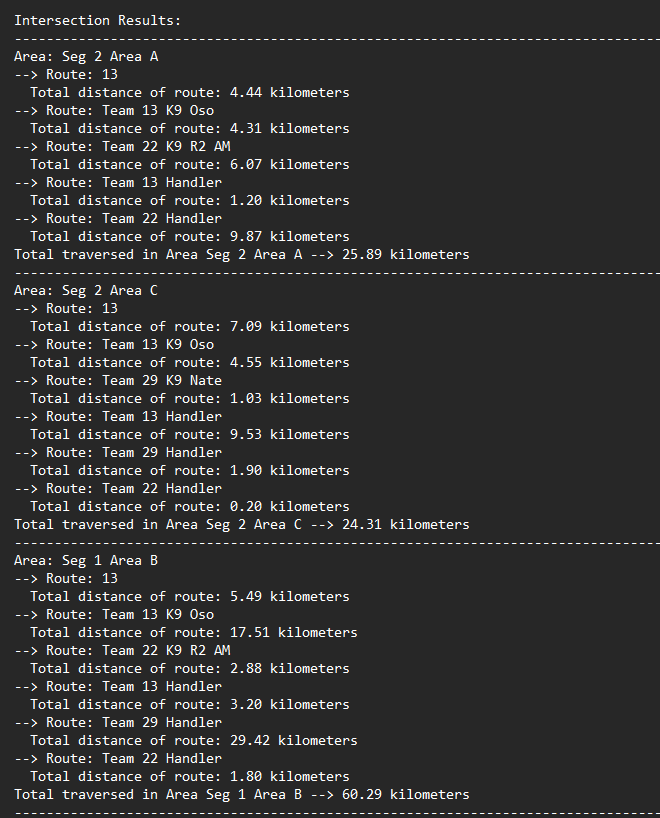 Intersection Results:
--------------------------------------------------------------------------------
Area: Seg 2 Area A
--> Route: 13
  Total distance of route: 4.44 kilometers
--> Route: Team 13 K9 Oso
  Total distance of route: 4.31 kilometers
--> Route: Team 22 K9 R2 AM
  Total distance of route: 6.07 kilometers
--> Route: Team 13 Handler
  Total distance of route: 1.20 kilometers
--> Route: Team 22 Handler
  Total distance of route: 9.87 kilometers
Total traversed in Area Seg 2 Area A --> 25.89 kilometers
--------------------------------------------------------------------------------
Area: Seg 2 Area C
--> Route: 13
  Total distance of route: 7.09 kilometers
--> Route: Team 13 K9 Oso
  Total distance of route: 4.55 kilometers
--> Route: Team 29 K9 Nate
  Total distance of route: 1.03 kilometers
--> Route: Team 13 Handler
  Total distance of route: 9.53 kilometers
--> Route: Team 29 Handler
  Total distance of route: 1.90 kilometers
--> Route: Team 22 Handler
  Total distance of route: 0.20 kilometers
Total traversed in Area Seg 2 Area C --> 24.31 kilometers
--------------------------------------------------------------------------------
Area: Seg 1 Area B
--> Route: 13
  Total distance of route: 5.49 kilometers
--> Route: Team 13 K9 Oso
  Total distance of route: 17.51 kilometers
--> Route: Team 22 K9 R2 AM
  Total distance of route: 2.88 kilometers
--> Route: Team 13 Handler
  Total distance of route: 3.20 kilometers
--> Route: Team 29 Handler
  Total distance of route: 29.42 kilometers
--> Route: Team 22 Handler
  Total distance of route: 1.80 kilometers
Total traversed in Area Seg 1 Area B --> 60.29 kilometers
--------------------------------------------------------------------------------